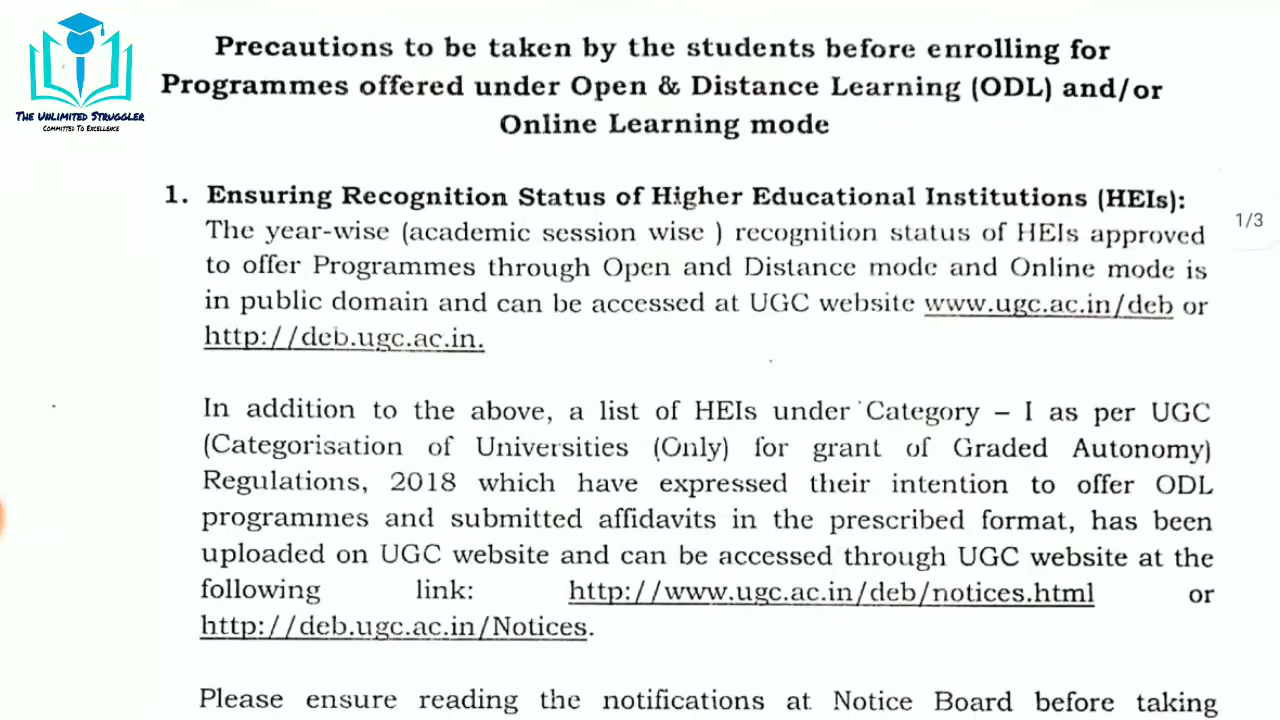 THE UNLIMITED STRUGGLER
COMMITTED TO EXCELLENCE
Precautions to be taken by the students before enrolling for
Programmes offered under Open & Distance Learning (ODL) and/or
Online Learning mode
1. Ensuring Recognition Status of Higher Educational Institutions (HEIs):
The year-wise (academic session wise ) recognition status of HEIs approved
to offer Programmes through Open and Distance mode and Online mode is
in public domain and can be accessed at UGC website www.ugc.ac.in/deb or
http://deb.ugc.ac.in.
1/3
In addition to the above, a list of HEIs under Category – I as per UGC
(Categorisation of Universities (Only) for grant of Graded Autonomy)
Regulations, 2018 which have expressed their intention to offer ODL
programmes and submitted affidavits in the prescribed format, has been
uploaded on UGC website and can be accessed through UGC website at the
following link: http://www.ugc.ac.in/deb/notices.html or
http://deb.ugc.ac.in/Notices.
Please ensure reading the notifications at Notice Board before taking